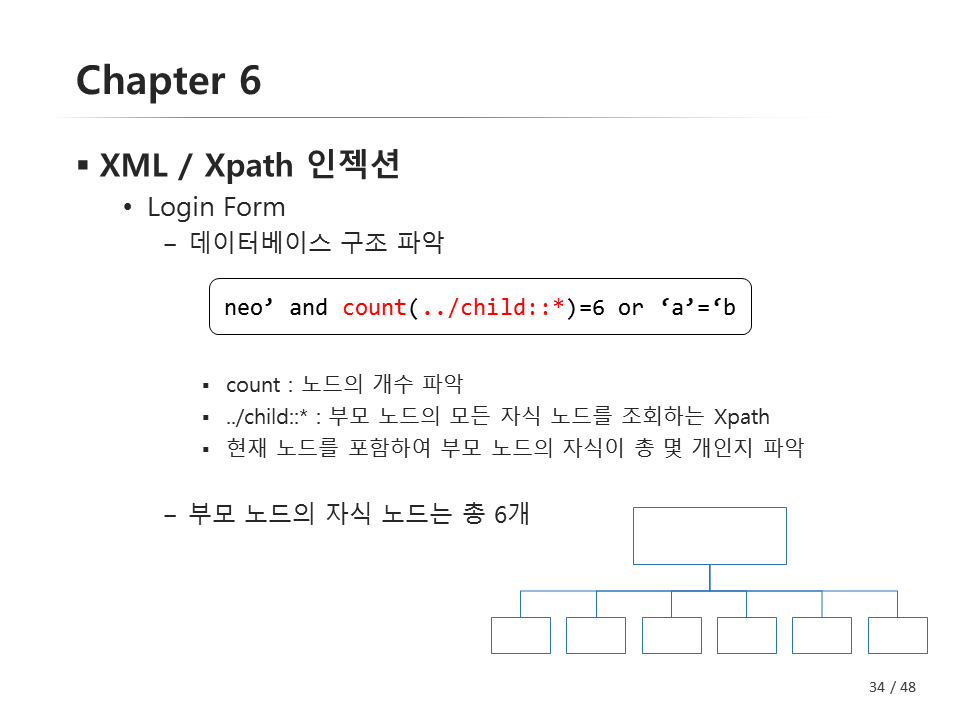 Chapter 6
▪ XML / Xpath 인젝션
• Login Form
– 데이터베이스 구조 파악
neo’ and count(../child::*)=6 or ‘a’=‘b
▪ count : 노드의 개수 파악
▪ ../child::* : 부모 노드의 모든 자식 노드를 조회하는 Xpath
▪ 현재 노드를 포함하여 부모 노드의 자식이 총 몇 개인지 파악
– 부모 노드의 자식 노드는 총 6개
34 / 48